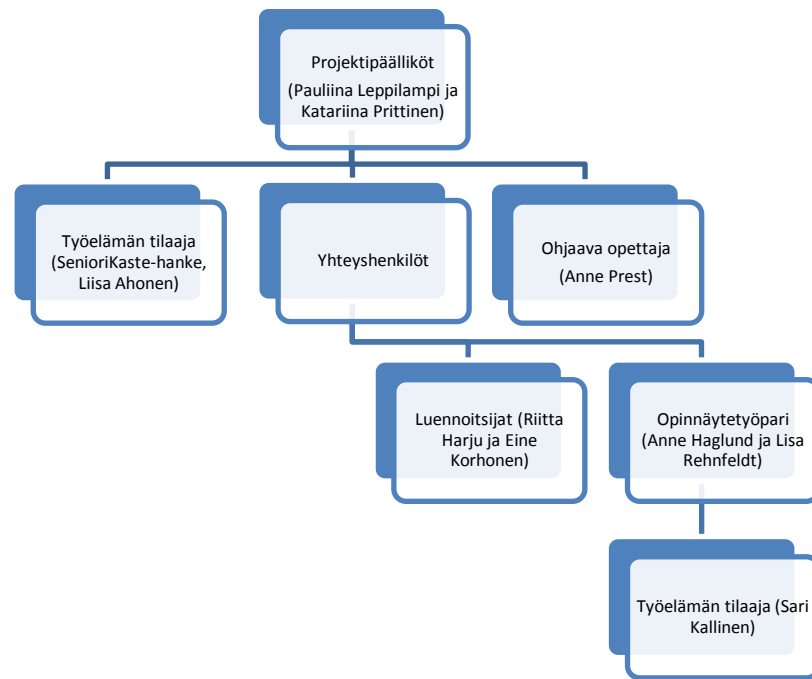 Projektipäälliköt
(Pauliina Leppilampi ja
Katariina Prittinen)
Työelämän tilaaja
(SenioriKaste-hanke,
Liisa Ahonen)
Yhteyshenkilöt
Ohjaava opettaja
(Anne Prest)
Luennoitsijat (Riitta
Harju ja Eine
Korhonen)
Opinnäytetyöpari
(Anne Haglund ja Lisa
Rehnfeldt)
Työelämän tilaaja (Sari
Kallinen)